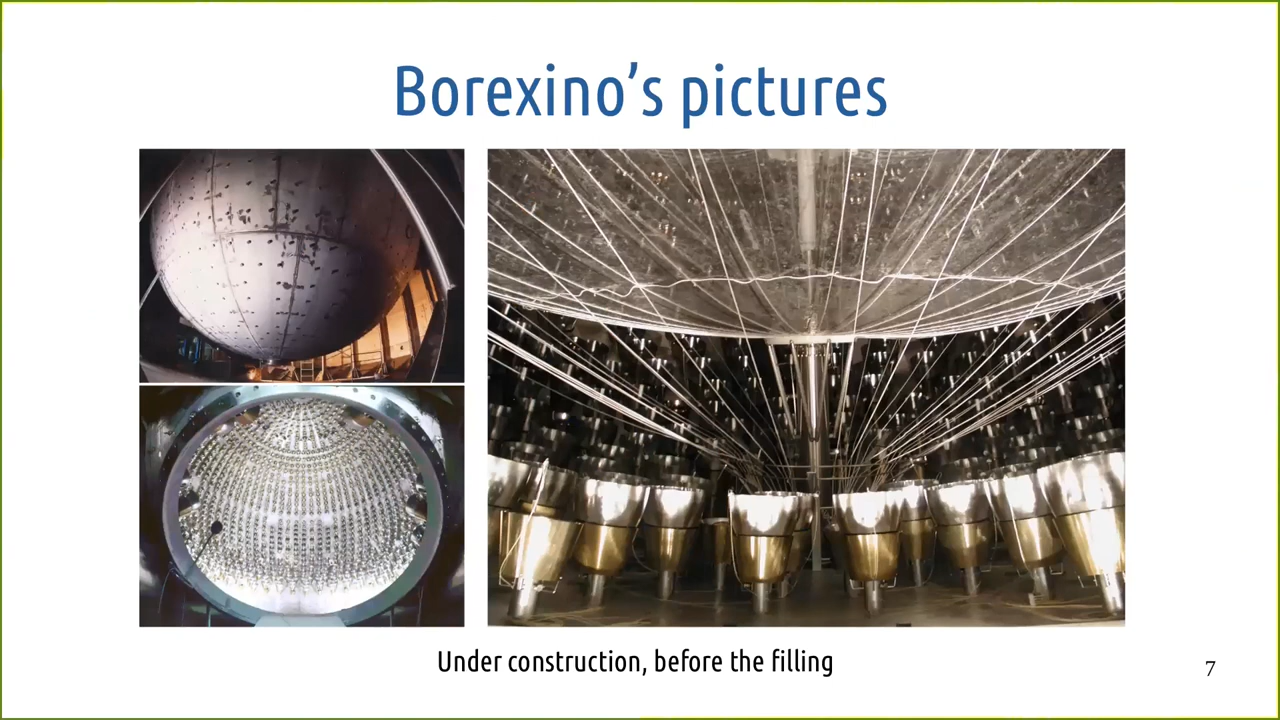 Borexino’s pictures
Under construction, before the filling
7